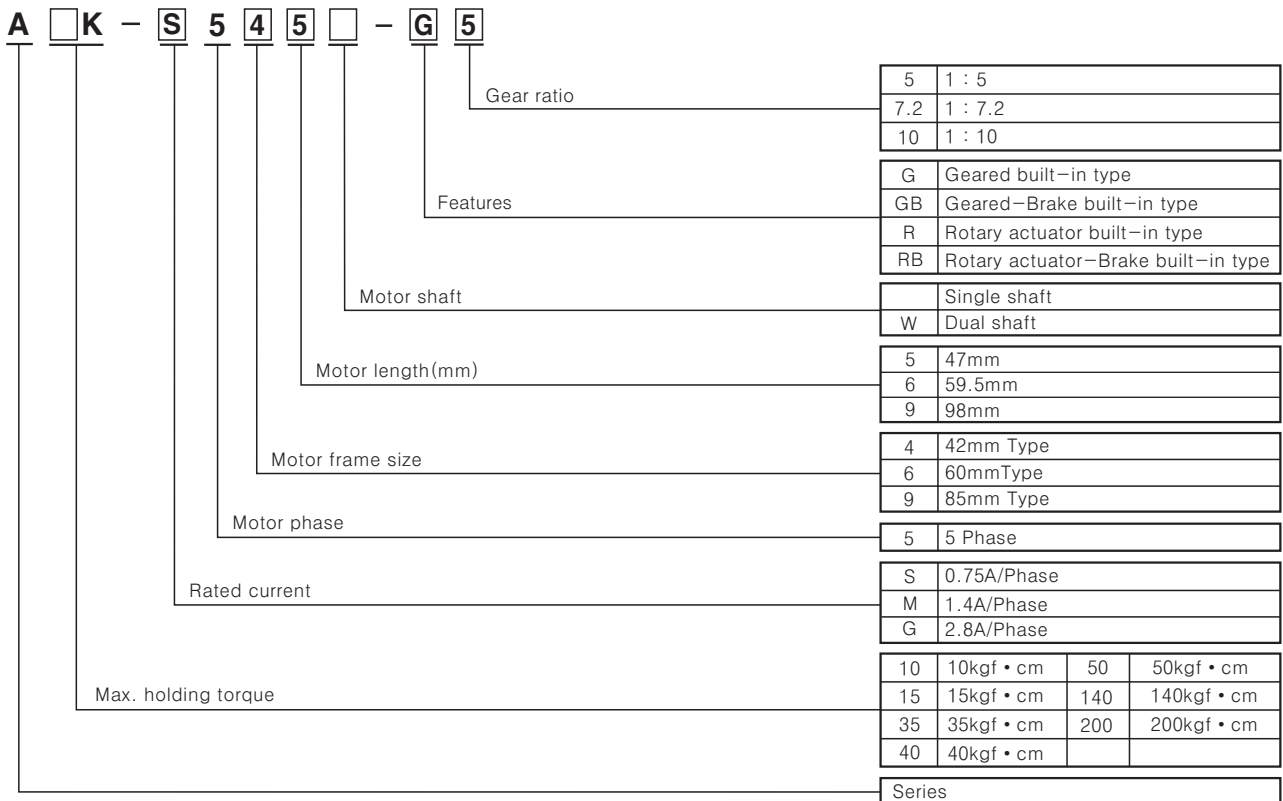 A □K - S 5 4 5 □ - G 5
Gear ratio
5 1 : 5
7.2 1 : 7.2
10 1 : 10
Features
G Geared built-in type
GB Geared-Brake built-in type
R Rotary actuator built-in type
RB Rotary actuator-Brake built-in type
Motor shaft
Single shaft
W Dual shaft
Motor length(mm)
5 47mm
6 59.5mm
9 98mm
Motor frame size
4 42mm Type
6 60mmType
9 85mm Type
Motor phase
5 5 Phase
Rated current
S 0.75A/Phase
M 1.4A/Phase
G 2.8A/Phase
Max. holding torque
10 10kgf • cm 50 50kgf • cm
15 15kgf • cm 140 140kgf • cm
35 35kgf • cm 200 200kgf • cm
40 40kgf • cm
Series